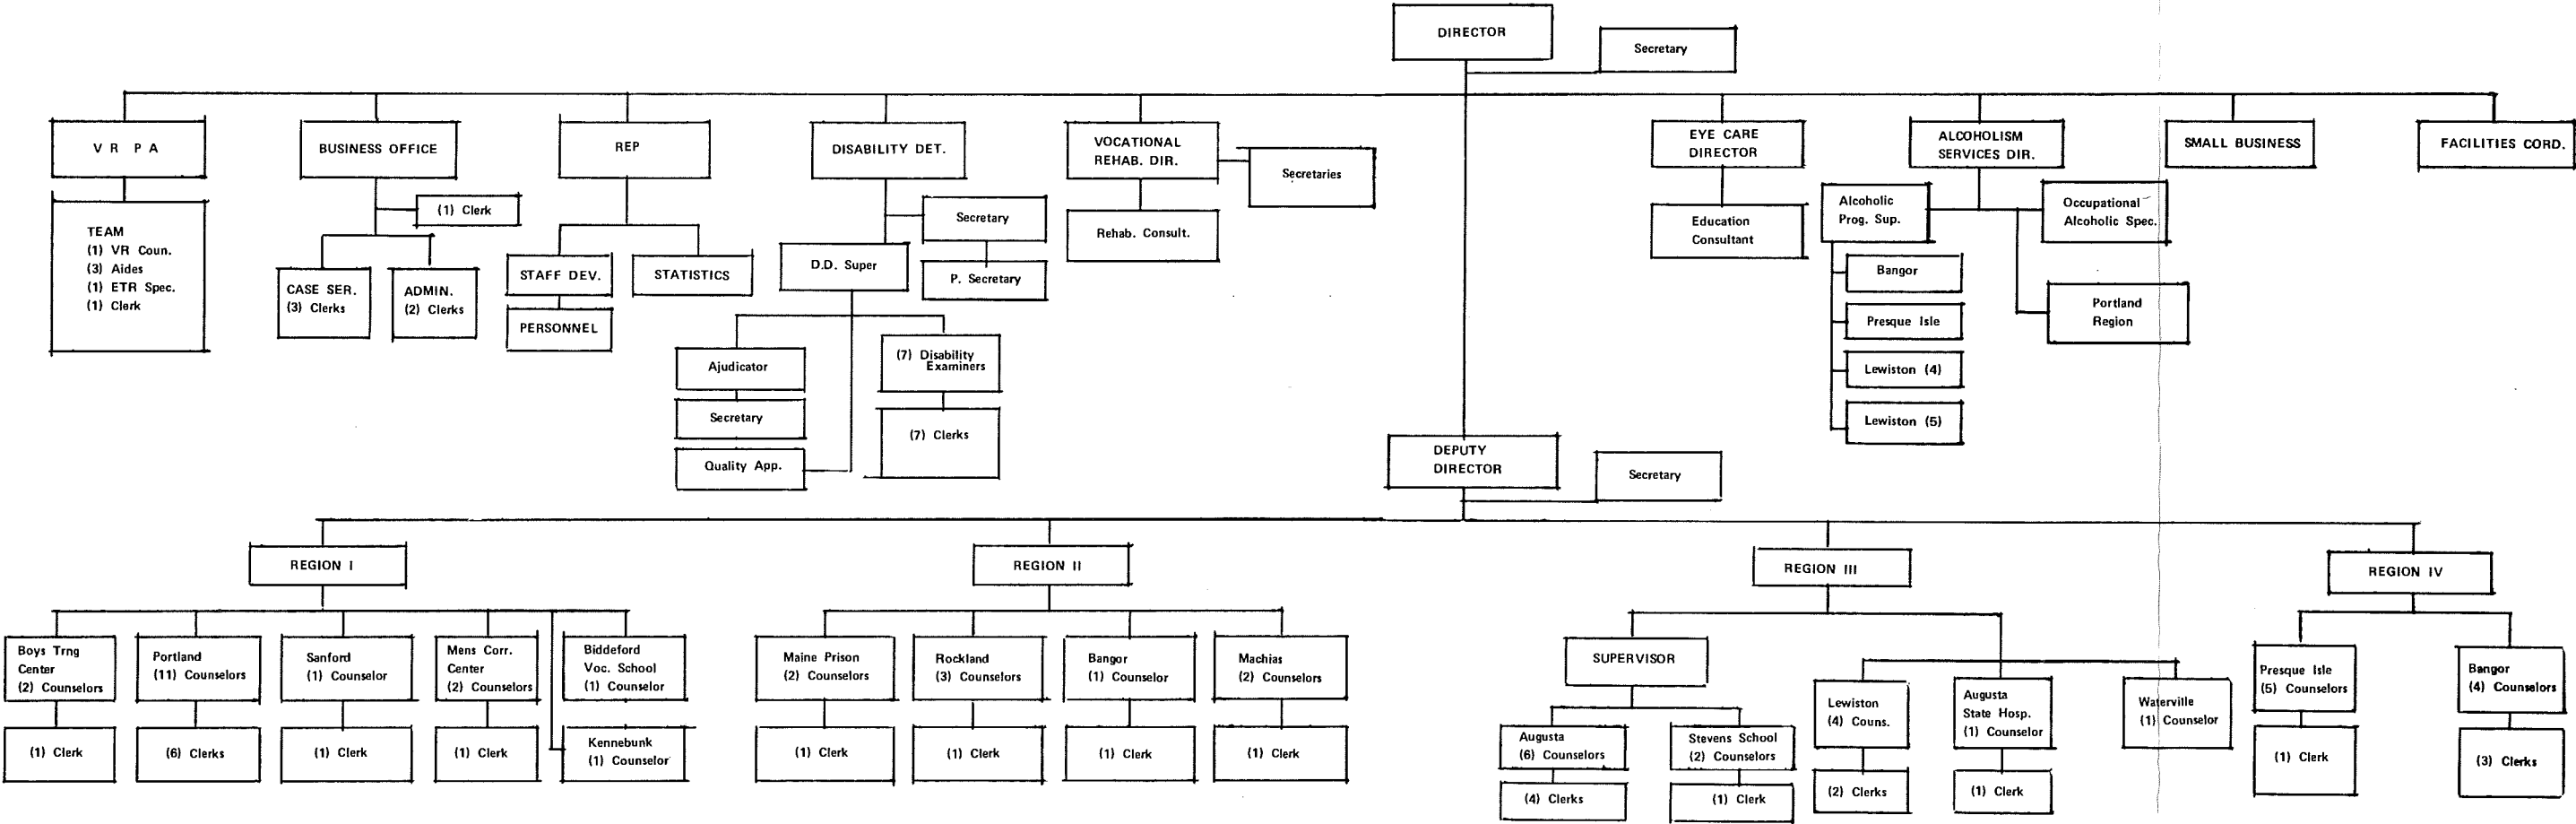 DIRECTOR
Secretary
V R P A
BUSINESS OFFICE
REP
DISABILITY DET.
VOCATIONAL
REHAB. DIR.
Secretaries
EYE CARE
DIRECTOR
ALCOHOLISM
SERVICES DIR.
SMALL BUSINESS
FACILITIES CORD.
TEAM
(1) VR Coun.
(3) Aides
(1) ETR Spec.
(1) Clerk
(1) Clerk
CASE SER.
(3) Clerks
ADMIN.
(2) Clerks
STAFF DEV.
PERSONNEL
STATISTICS
Secretary
P. Secretary
D.D. Super
Ajudicator
Secretary
Quality App.
(7) Disability
Examiners
(7) Clerks
Rehab. Consult.
Education
Consultant
Alcoholic
Prog. Sup.
Occupational
Alcoholic Spec.
Bangor
Presque Isle
Lewiston (4)
Lewiston (5)
Portland
Region
DEPUTY
DIRECTOR
Secretary
REGION I
REGION II
REGION III
REGION IV
Boys Trng
Center
(2) Counselors
(1) Clerk
Portland
(11) Counselors
(6) Clerks
Sanford
(1) Counselor
(1) Clerk
Mens Corr.
Center
(2) Counselors
(1) Clerk
Biddeford
Voc. School
(1) Counselor
Kennebunk
(1) Counselor
Maine Prison
(2) Counselors
(1) Clerk
Rockland
(3) Counselors
(1) Clerk
Bangor
(1) Counselor
(1) Clerk
Machias
(2) Counselors
(1) Clerk
SUPERVISOR
Augusta
(6) Counselors
(4) Clerks
Stevens School
(2) Counselors
(1) Clerk
Lewiston
(4) Couns.
(2) Clerks
Augusta
State Hosp.
(1) Counselor
(1) Clerk
Waterville
(1) Counselor
Presque Isle
(5) Counselors
(1) Clerk
Bangor
(4) Counselors
(3) Clerks